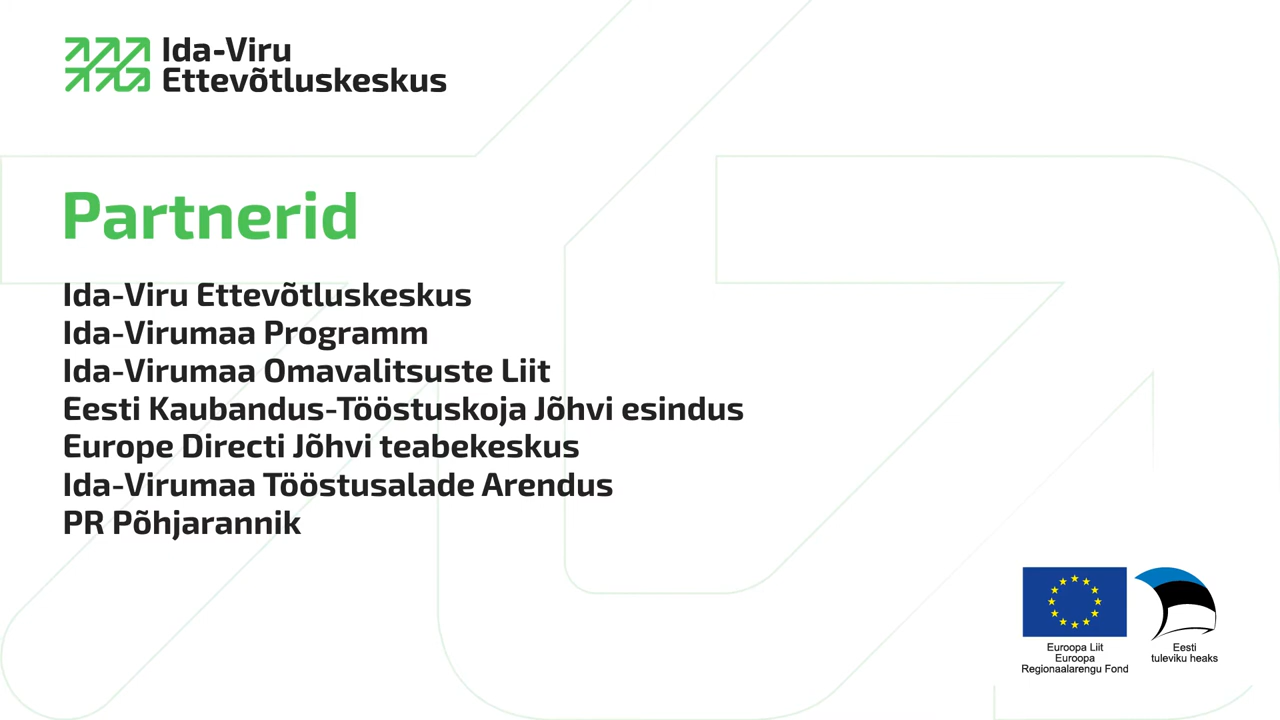 Ida-Viru
Ettevõtluskeskus
Partnerid
Ida-Viru Ettevõtluskeskus
Ida-Virumaa Programm
Ida-Virumaa Omavalitsuste Liit
Eesti Kaubandus-Tööstuskoja Jõhvi esindus
Europe Directi Jõhvi teabekeskus
Ida-Virumaa Tööstusalade Arendus
PR Põhjarannik
Euroopa Liit
Euroopa
Regionaalarengu Fond
Eesti
tuleviku heaks